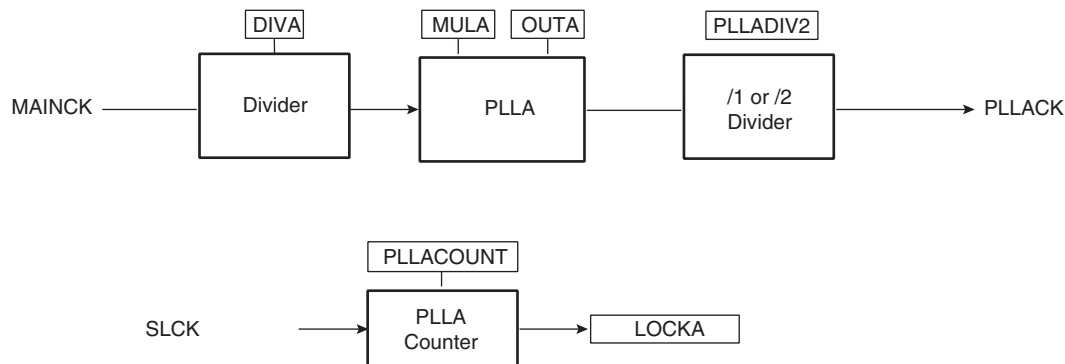 DIVA
MULA
OUTA
PLLADIV2
MAINCK
Divider
PLLA
/1 or /2
Divider
PLLACK
PLLACOUNT
SLCK
PLLA
Counter
LOCKA